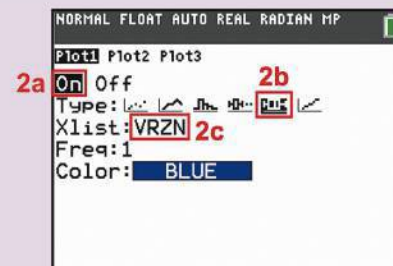 NORMAL FLOAT AUTO REAL RADIAN MP
Plot1 Plot2 Plot3
2a On Off
2b
Type:
Xlist:VRZN 2c
Freq:1
Color: BLUE